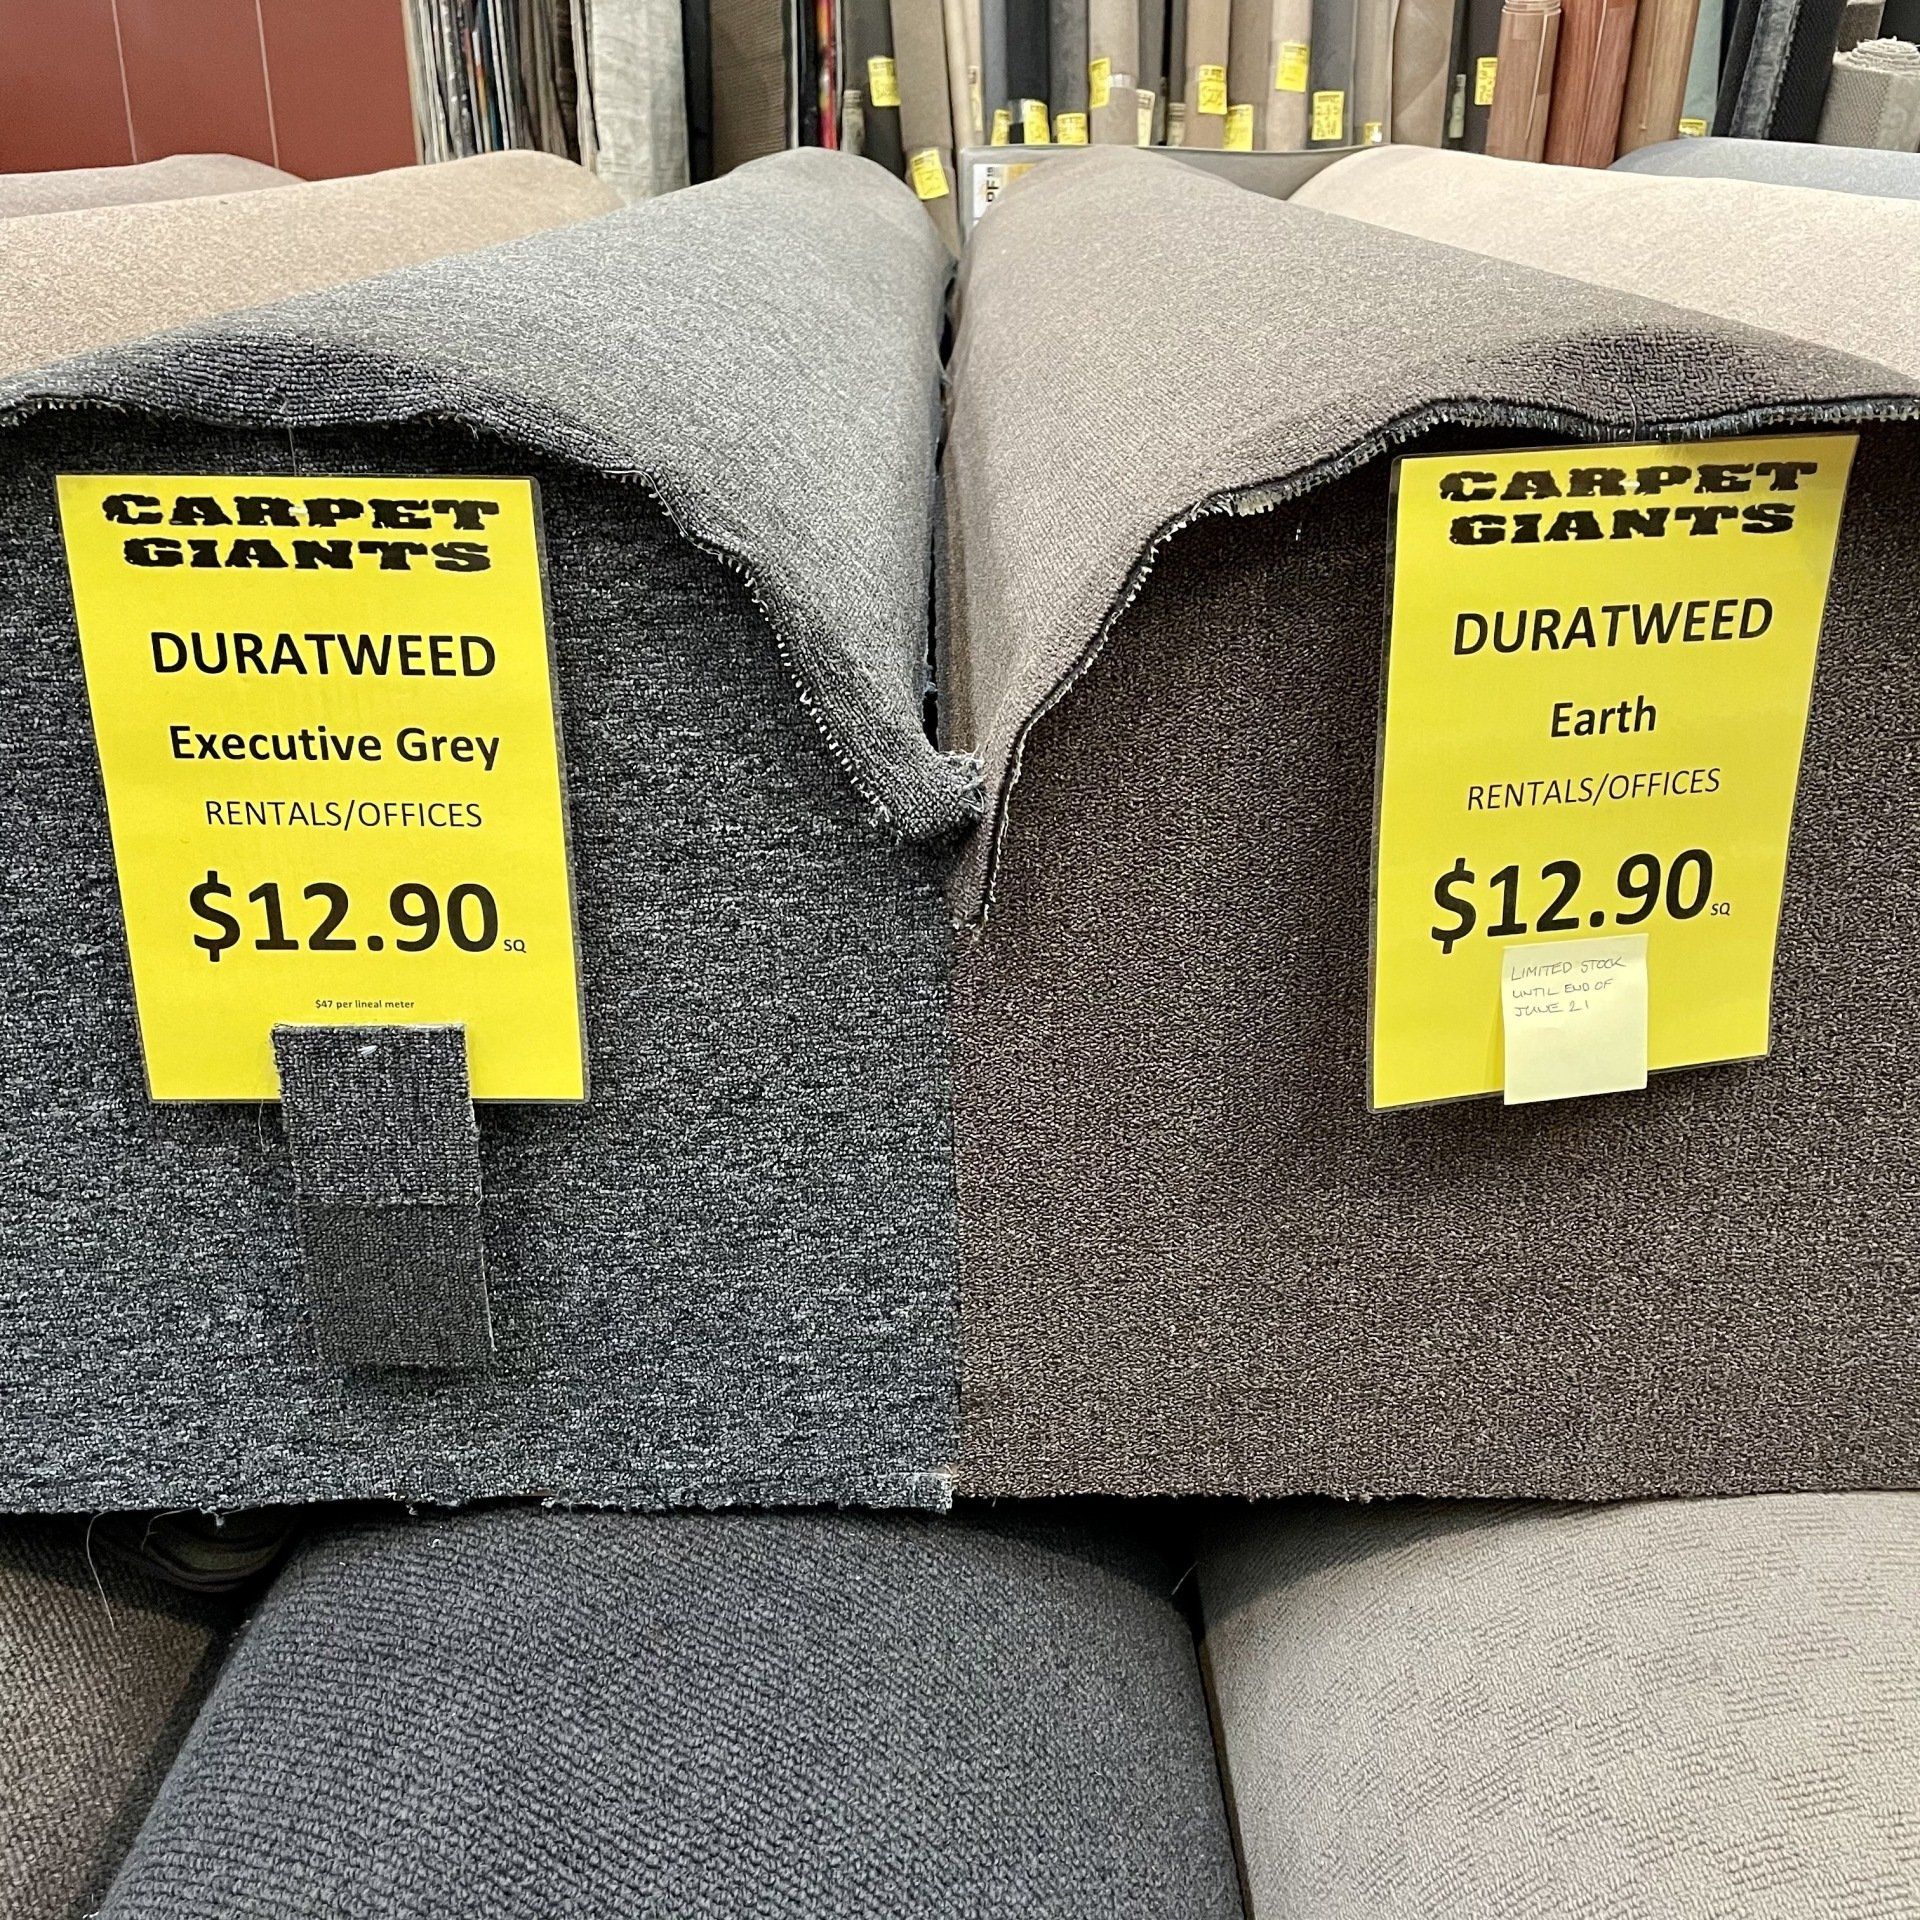 CARPET
GIANTS
DURATWEED
Executive Grey
RENTALS/OFFICES
$12.90 SQ
$47 per lineal meter
CARPET
GIANTS
DURATWEED
Earth
RENTALS/OFFICES
$12.90 SQ
LIMITED STOCK
UNTIL END OF
JUNE 21